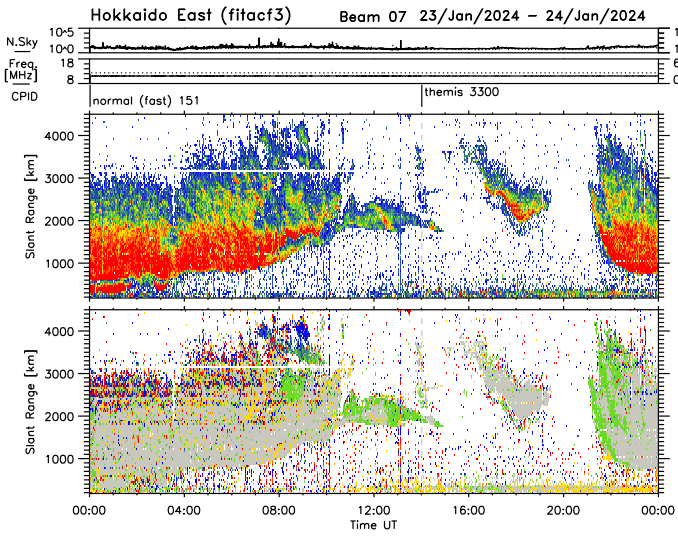 Hokkaido East (fitacf3) Beam 07 23/Jan/2024 - 24/Jan/2024
N.Sky 10^5 10^0
Freq. [MHz] 18 8
CPID normal (fast) 151 themis 3300
Slant Range [km] 4000 3000 2000 1000
Slant Range [km] 4000 3000 2000 1000
00:00 04:00 08:00 12:00 16:00 20:00 00:00
Time UT